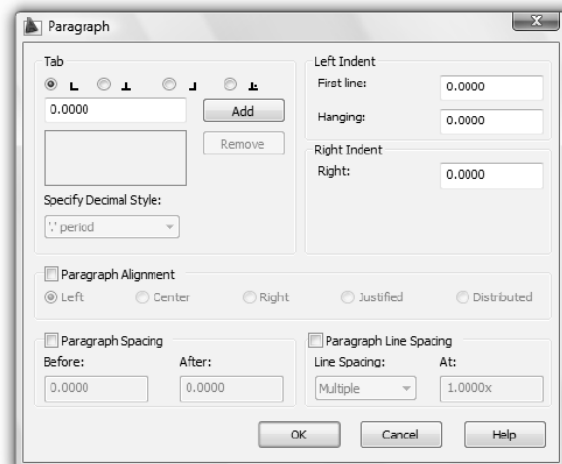 Paragraph
Tab
0.0000
Add
Remove
Specify Decimal Style:
'.' period
Left Indent
First line:
0.0000
Hanging:
0.0000
Right Indent
Right:
0.0000
Paragraph Alignment
Left Center Right Justified Distributed
Paragraph Spacing
Before: After:
0.0000 0.0000
Paragraph Line Spacing
Line Spacing: At:
Multiple 1.0000x
OK Cancel Help